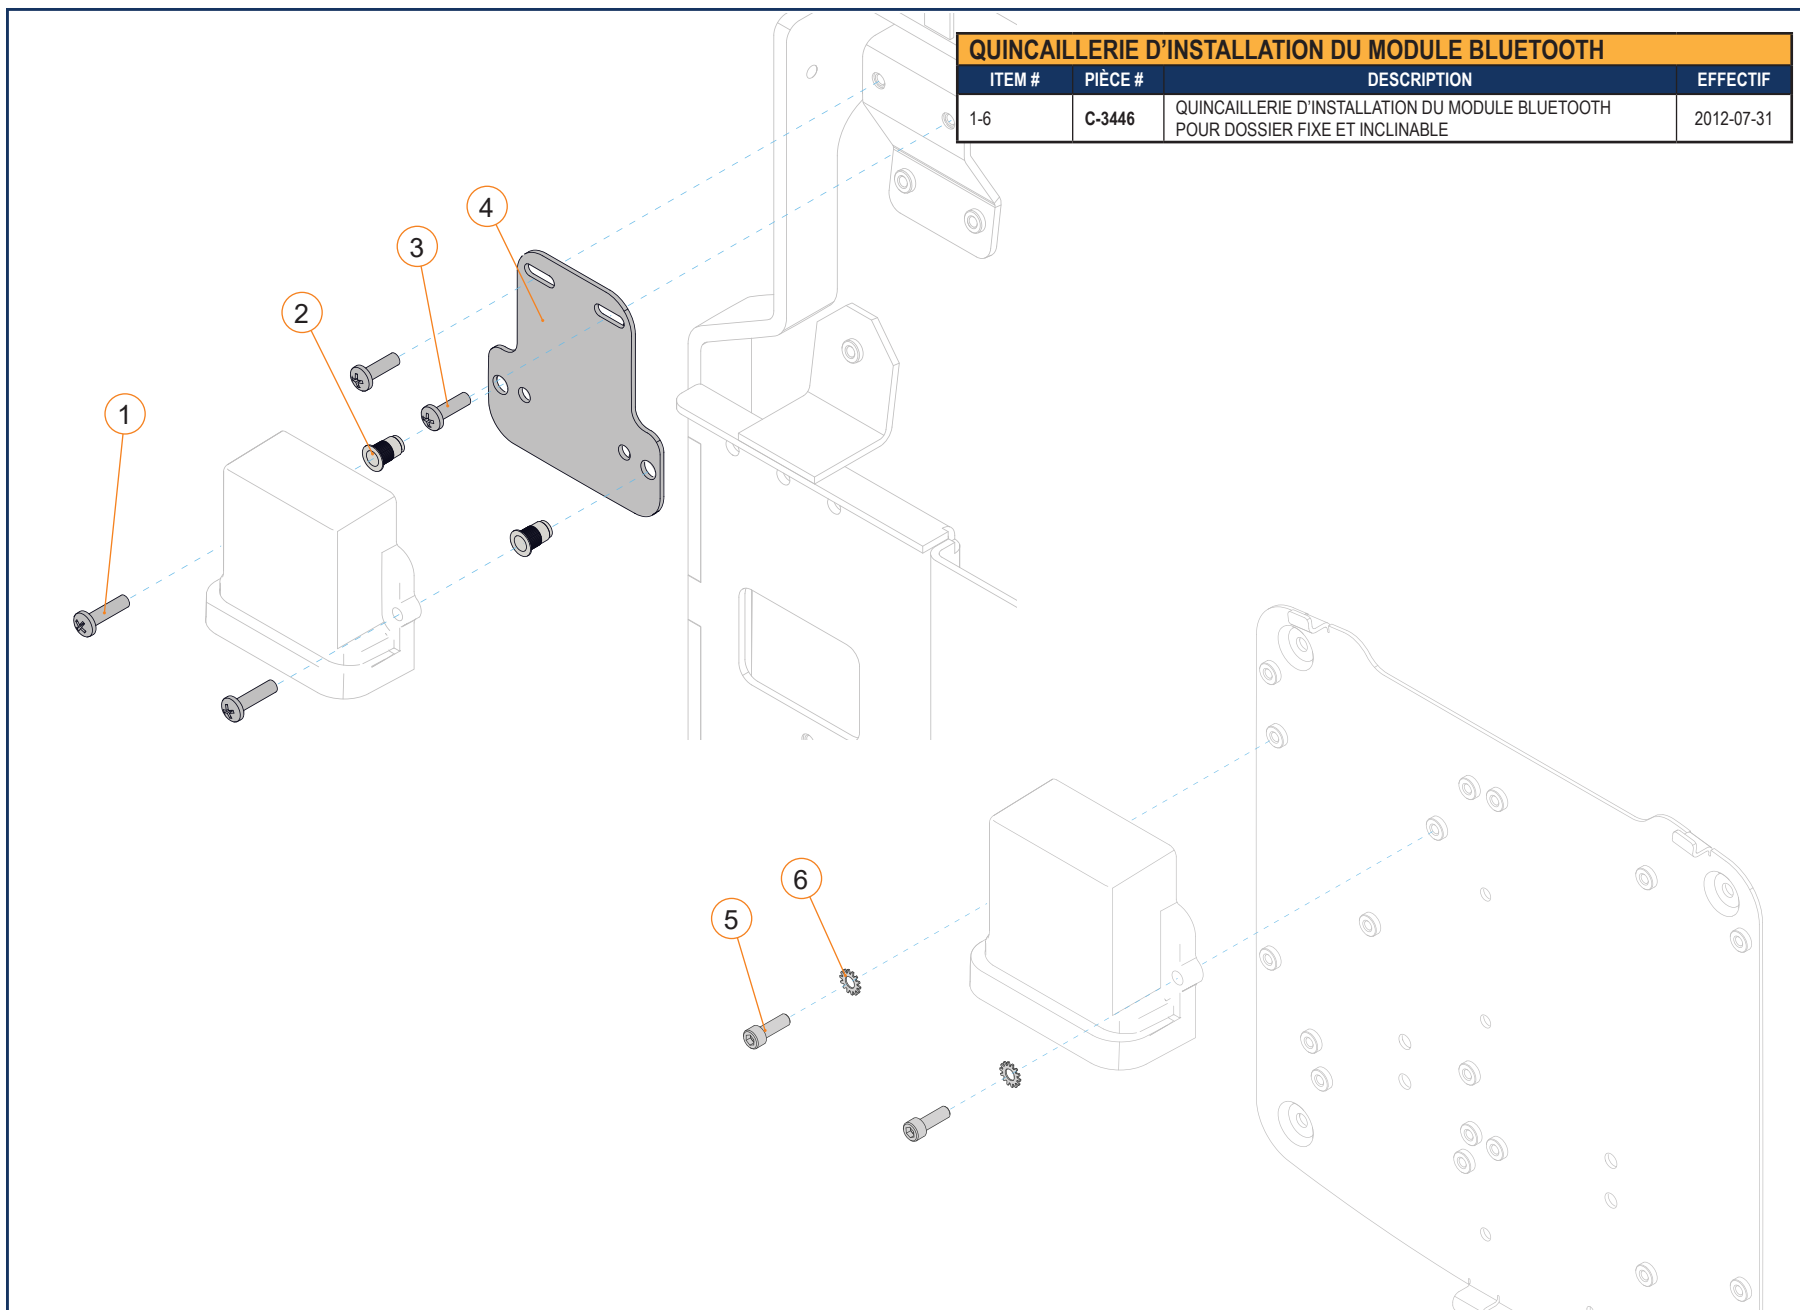 QUINCAILLERIE D'INSTALLATION DU MODULE BLUETOOTH
ITEM # PIÈCE # DESCRIPTION EFFECTIF
1-6 C-3446 QUINCAILLERIE D'INSTALLATION DU MODULE BLUETOOTH 2012-07-31
POUR DOSSIER FIXE ET INCLINABLE
4
3
2
1
6
5